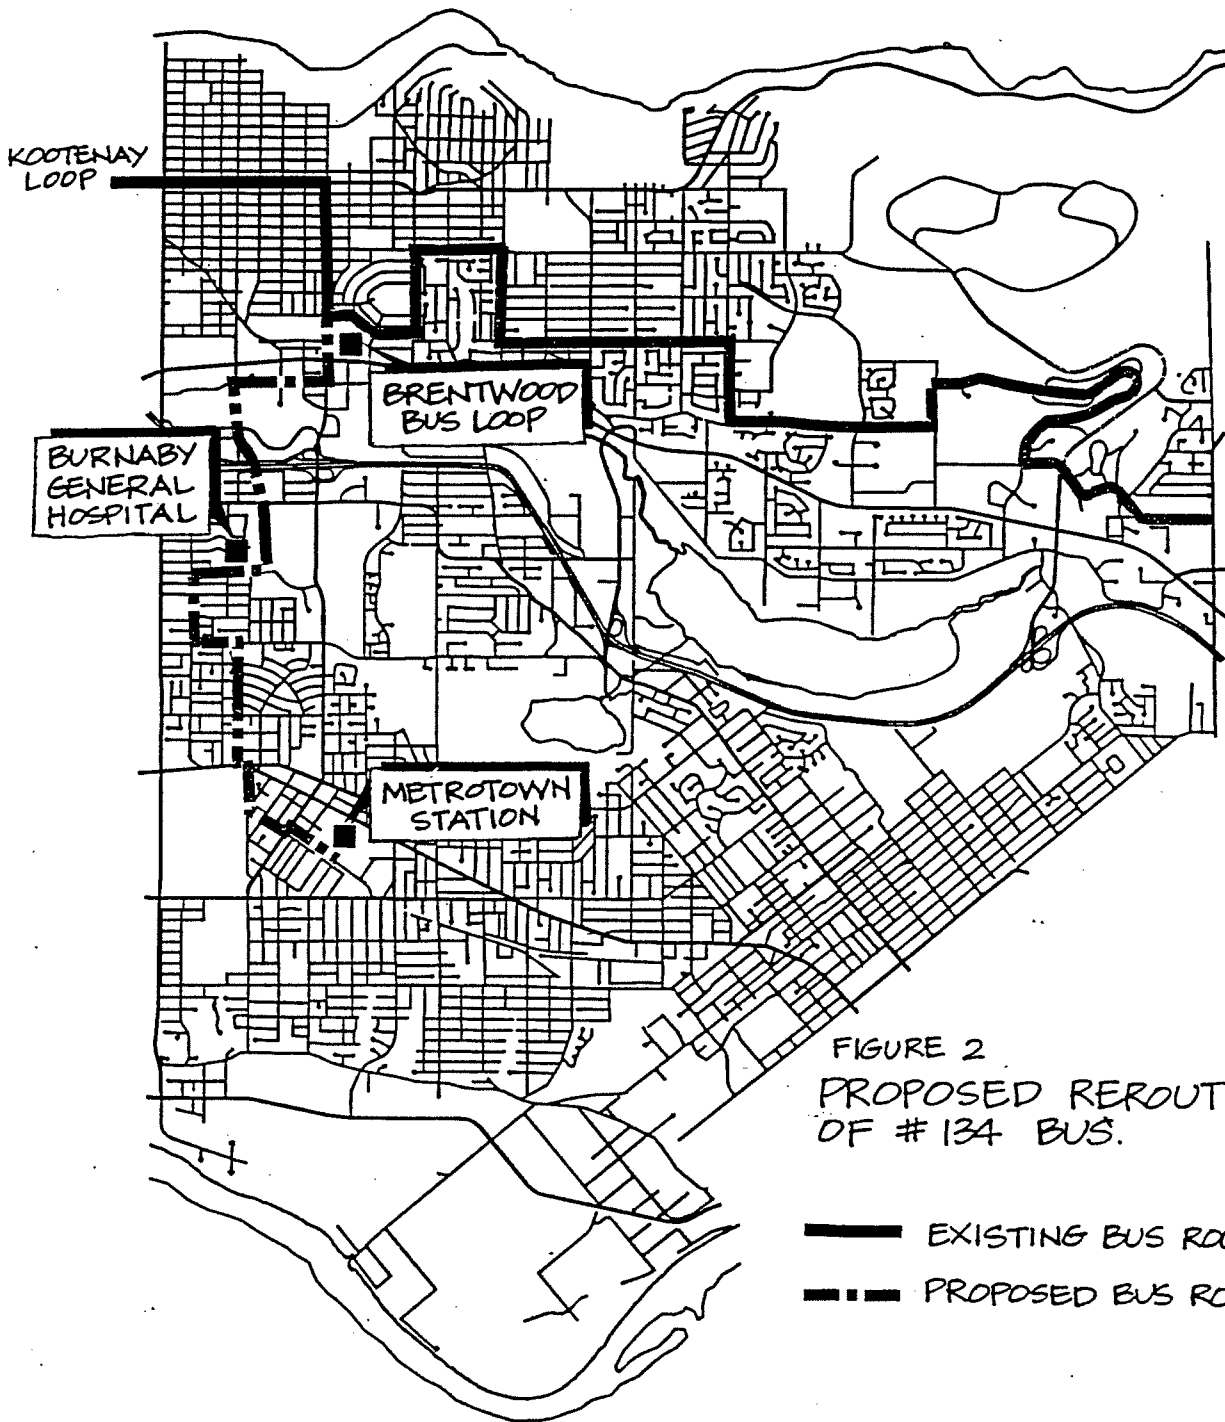 KOOTENAY
LOOP
BRENTWOOD
BUS LOOP
BURNABY
GENERAL
HOSPITAL
METROTOWN
STATION
FIGURE 2
PROPOSED REROUT
OF #134 BUS.
EXISTING BUS ROU
PROPOSED BUS RO